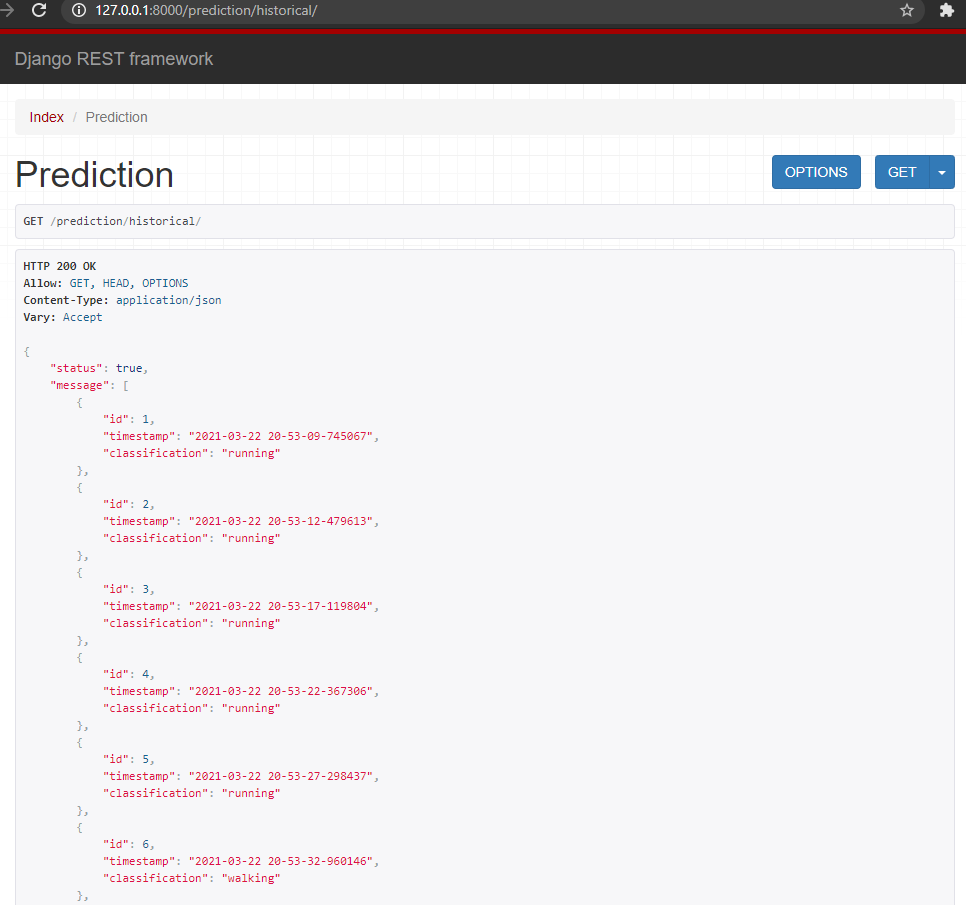 127.0.0.1:8000/prediction/historical/
Django REST framework
Index / Prediction
Prediction
OPTIONS GET
GET /prediction/historical/
HTTP 200 OK
Allow: GET, HEAD, OPTIONS
Content-Type: application/json
Vary: Accept
{
    "status": true,
    "message": [
        {
            "id": 1,
            "timestamp": "2021-03-22 20-53-09-745067",
            "classification": "running"
        },
        {
            "id": 2,
            "timestamp": "2021-03-22 20-53-12-479613",
            "classification": "running"
        },
        {
            "id": 3,
            "timestamp": "2021-03-22 20-53-17-119804",
            "classification": "running"
        },
        {
            "id": 4,
            "timestamp": "2021-03-22 20-53-22-367306",
            "classification": "running"
        },
        {
            "id": 5,
            "timestamp": "2021-03-22 20-53-27-298437",
            "classification": "running"
        },
        {
            "id": 6,
            "timestamp": "2021-03-22 20-53-32-960146",
            "classification": "walking"
        },